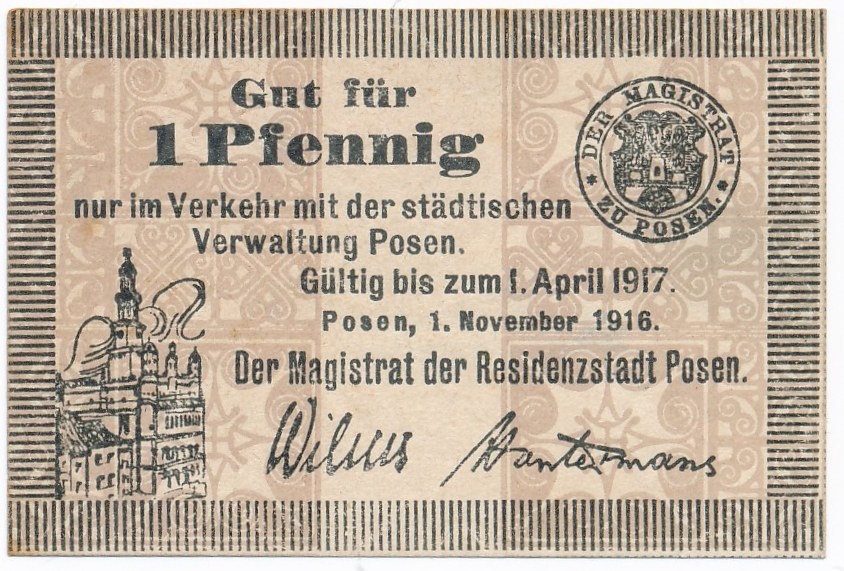 Gut für
1 Pfennig
nur im Verkehr mit der städtischen
Verwaltung Posen.
Gültig bis zum 1. April 1917.
Posen, 1. November 1916.
Der Magistrat der Residenzstadt Posen.
Wilms
DER MAGISTRAT
* ZU POSEN. *